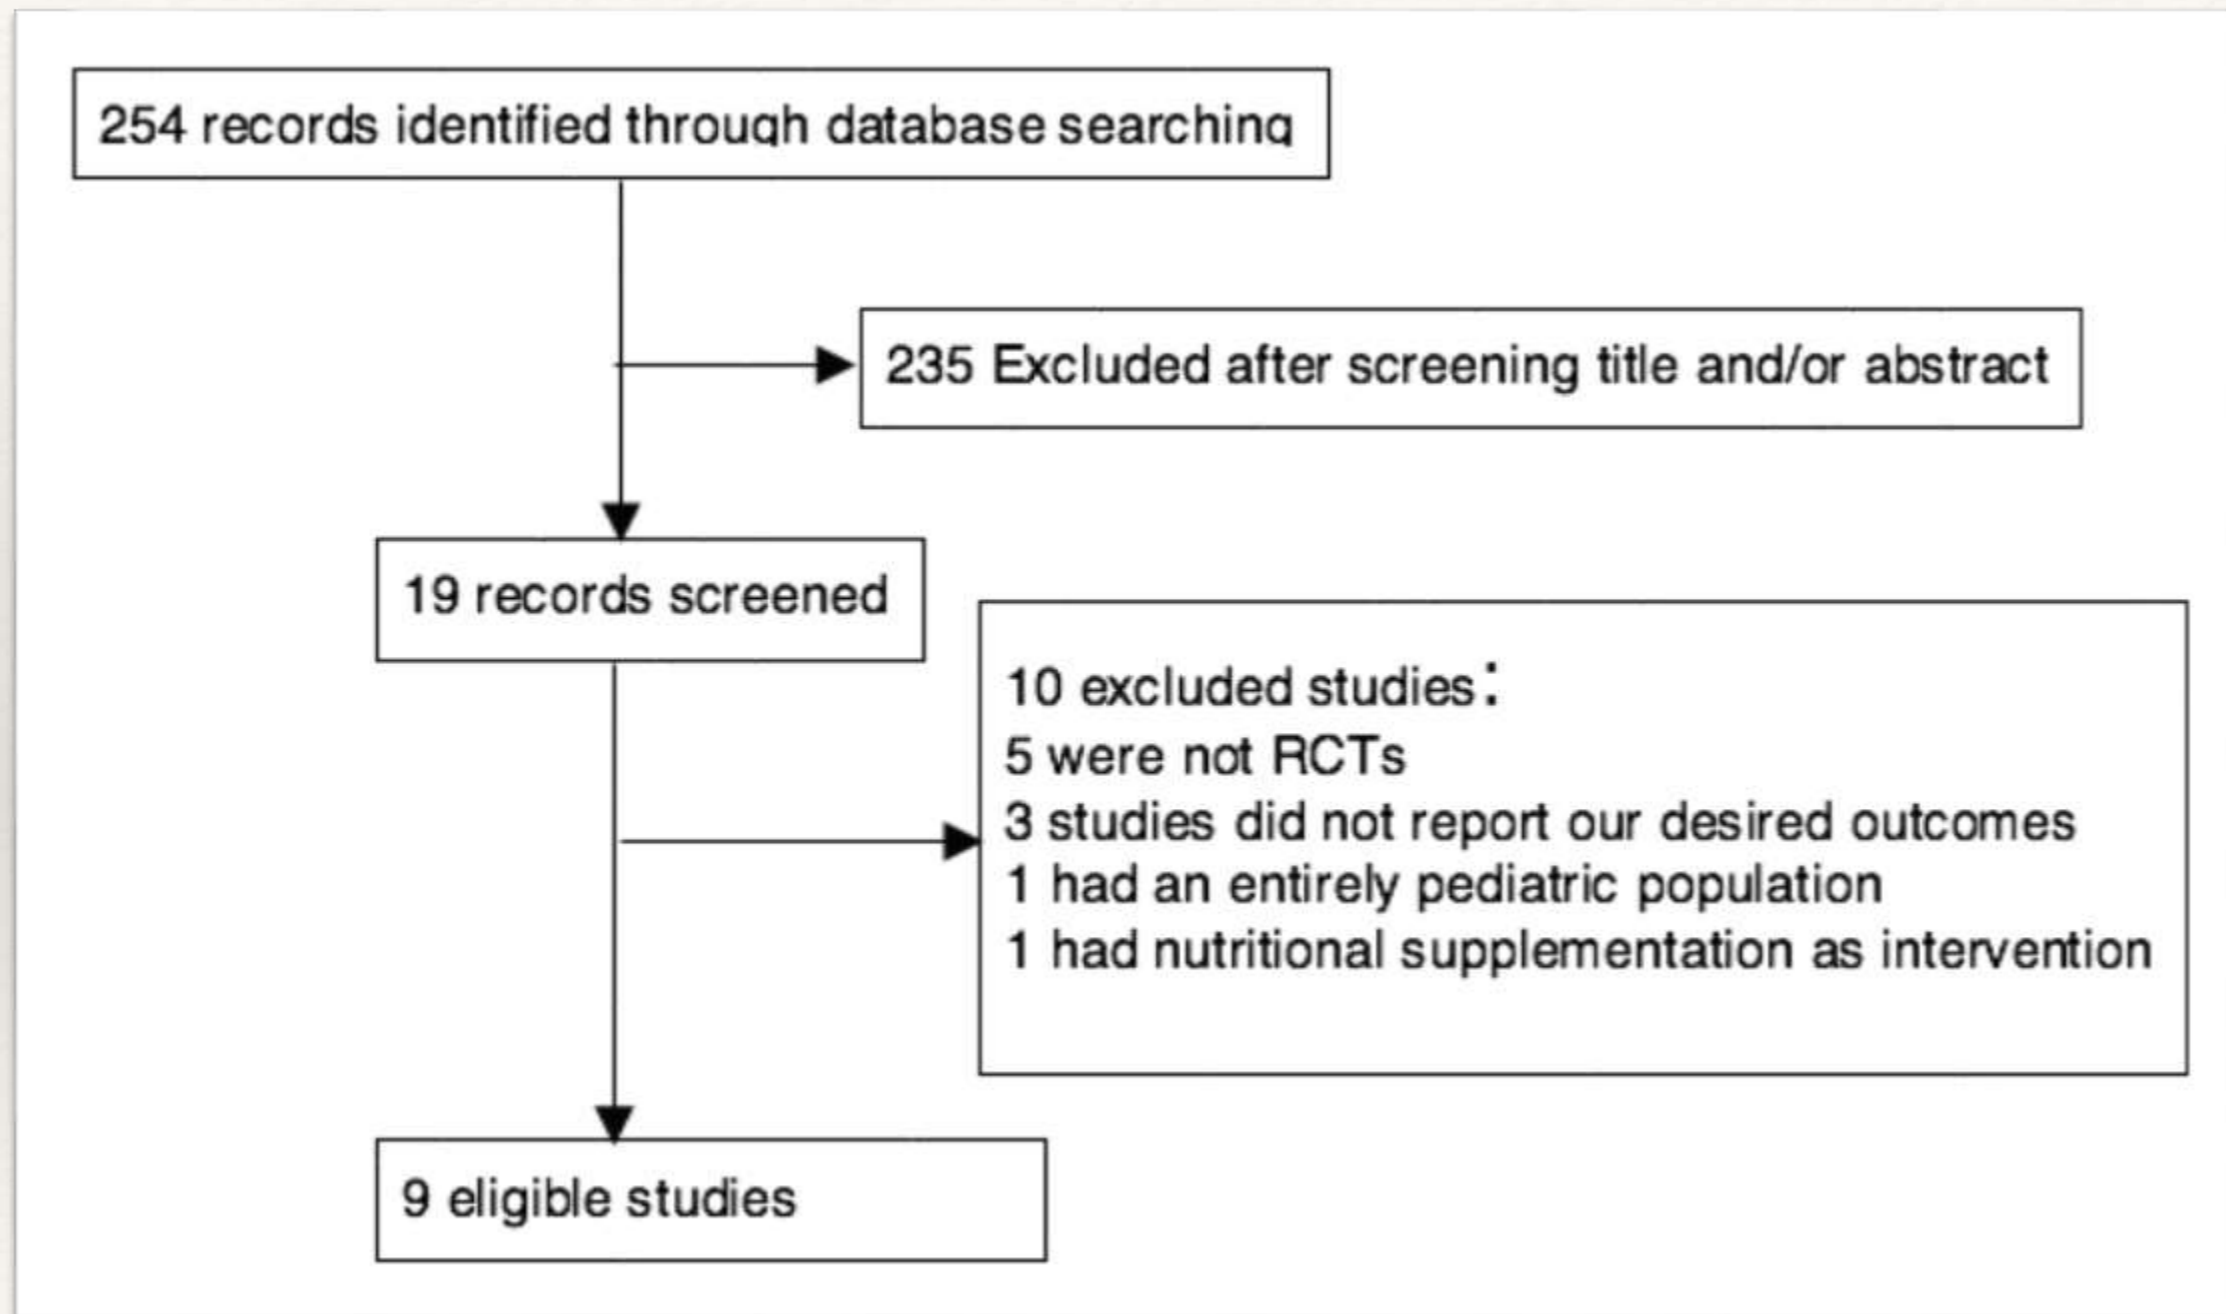 254 records identified through database searching
235 Excluded after screening title and/or abstract
19 records screened
10 excluded studies:
5 were not RCTs
3 studies did not report our desired outcomes
1 had an entirely pediatric population
1 had nutritional supplementation as intervention
9 eligible studies